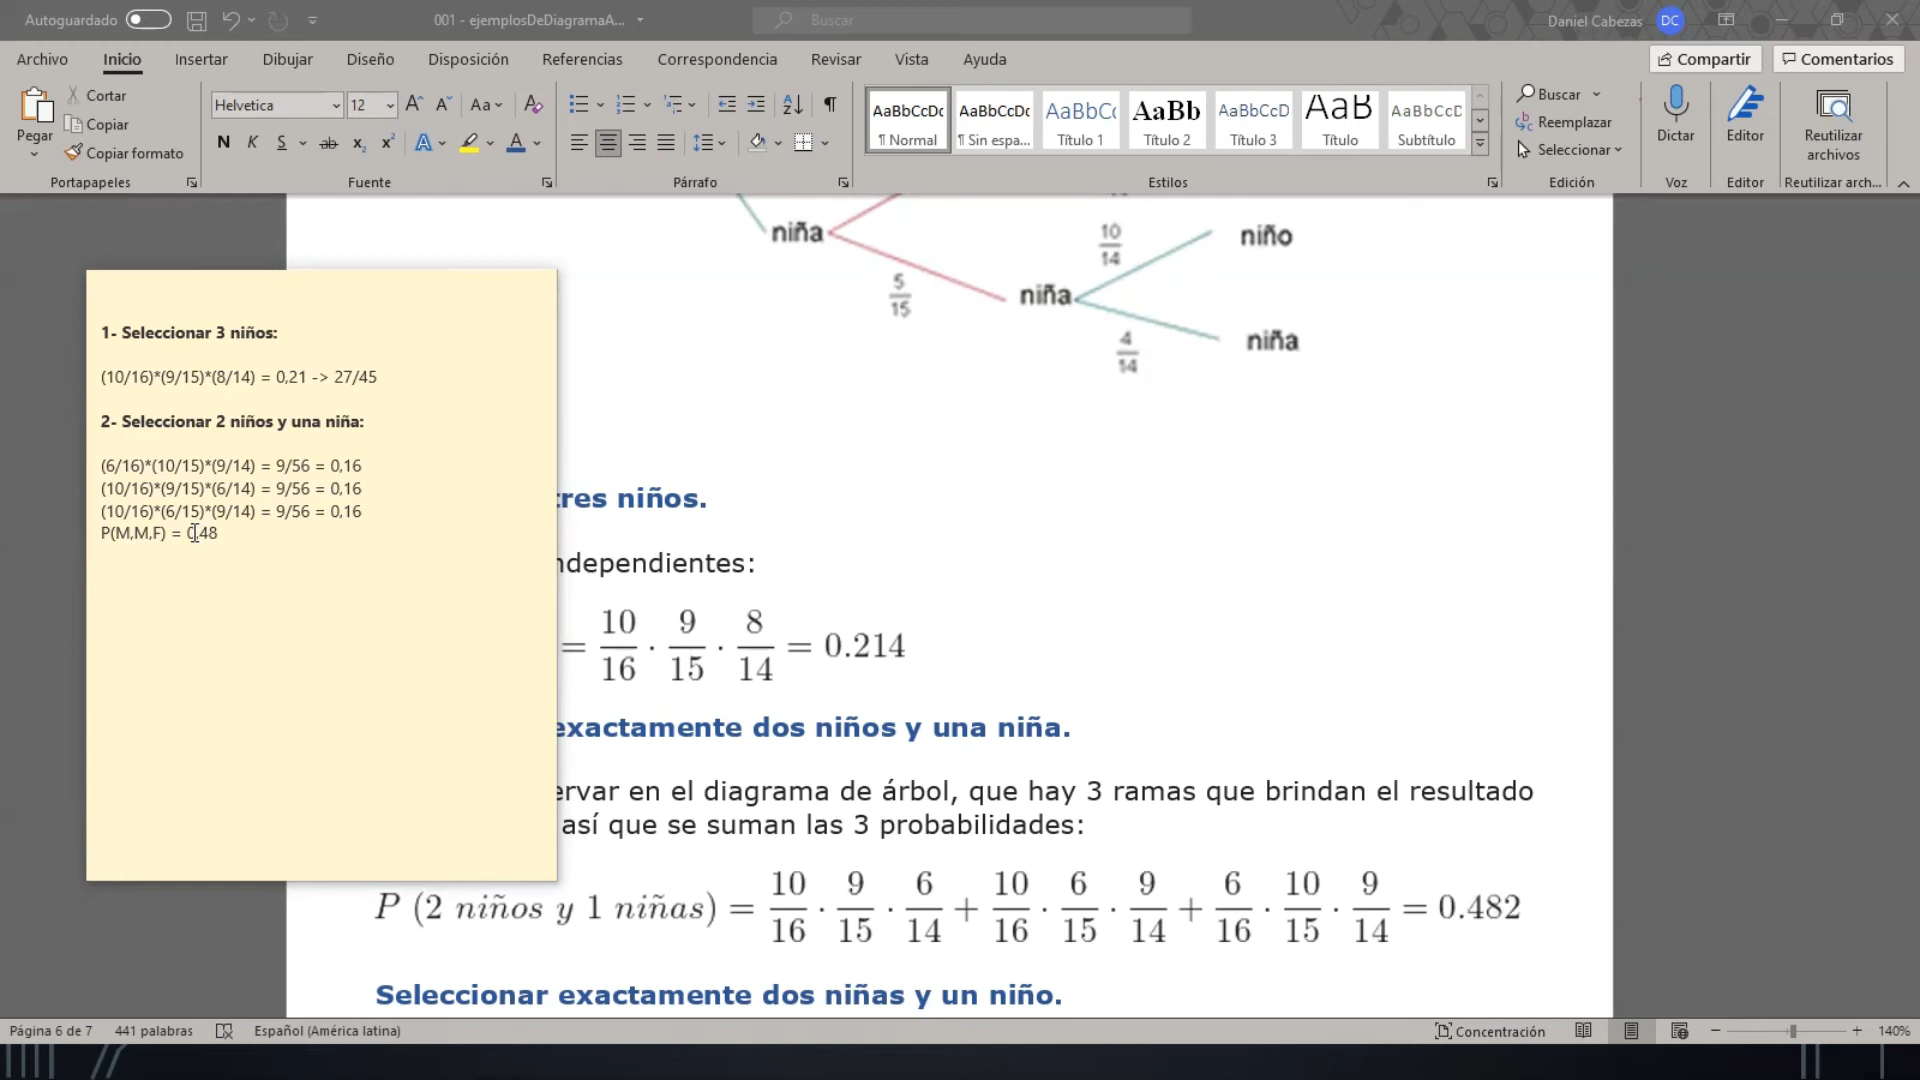 Autoguardado
001 - ejemplosDeDiagramaA...
Buscar
Daniel Cabezas
DC
Archivo
Inicio
Insertar
Dibujar
Diseño
Disposición
Referencias
Correspondencia
Revisar
Vista
Ayuda
Compartir
Comentarios
Pegar
Cortar
Copiar
Copiar formato
Portapapeles
Helvetica
12
Aa
N K S ab x₂ x²
Fuente
Párrafo
AaBbCcDc
¶ Normal
AaBbCcDc
¶ Sin espa...
AaBbCc
Título 1
AaBb
Título 2
AaBbCcD
Título 3
AaB
Título
AaBbCcD
Subtítulo
Estilos
Buscar
Reemplazar
Seleccionar
Edición
Dictar
Voz
Editor
Editor
Reutilizar
archivos
Reutilizar arch...
niña
10/14
niño
5/15
niña
4/14
niña
1- Seleccionar 3 niños:
(10/16)*(9/15)*(8/14) = 0,21 -> 27/45
2- Seleccionar 2 niños y una niña:
(6/16)*(10/15)*(9/14) = 9/56 = 0,16
(10/16)*(9/15)*(6/14) = 9/56 = 0,16
(10/16)*(6/15)*(9/14) = 9/56 = 0,16
P(M,M,F) = 0,48
tres niños.
ndependientes:
= 10/16 · 9/15 · 8/14 = 0.214
exactamente dos niños y una niña.
ervar en el diagrama de árbol, que hay 3 ramas que brindan el resultado
así que se suman las 3 probabilidades:
P (2 niños y 1 niñas) = 10/16 · 9/15 · 6/14 + 10/16 · 6/15 · 9/14 + 6/16 · 10/15 · 9/14 = 0.482
Seleccionar exactamente dos niñas y un niño.
Página 6 de 7
441 palabras
Español (América latina)
Concentración
140%